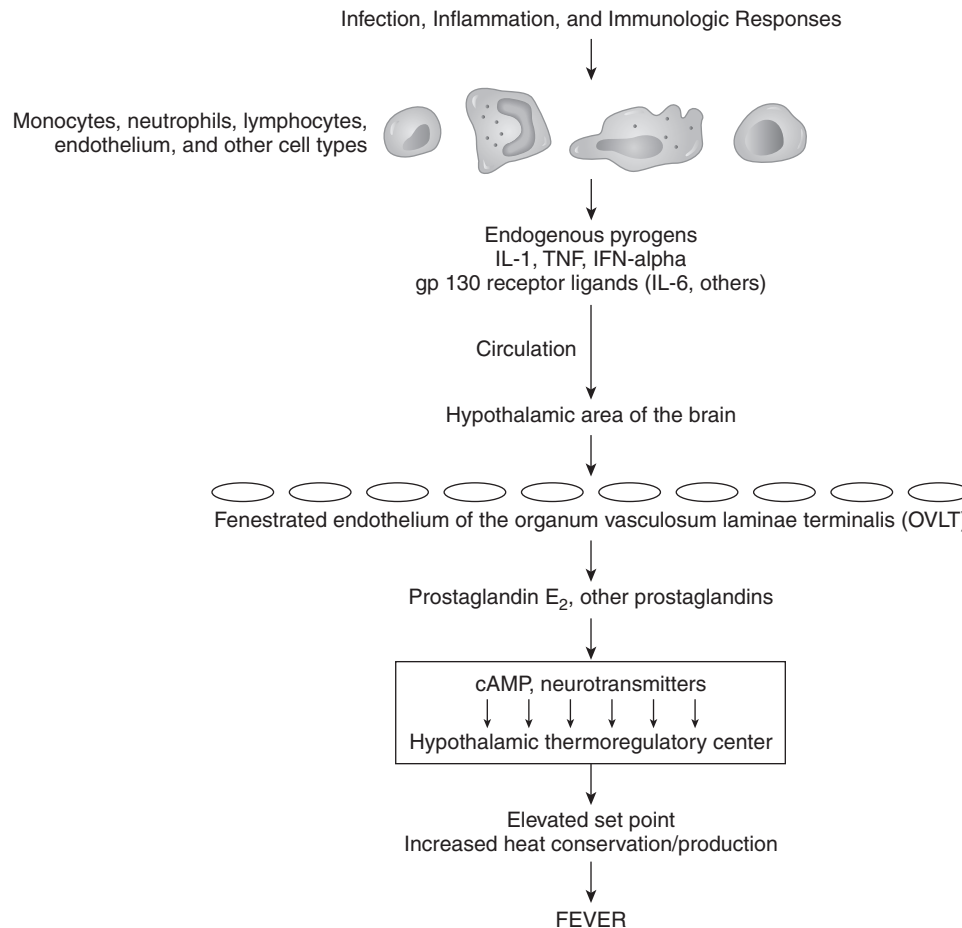 Infection, Inflammation, and Immunologic Responses
Monocytes, neutrophils, lymphocytes,
endothelium, and other cell types
Endogenous pyrogens
IL-1, TNF, IFN-alpha
gp 130 receptor ligands (IL-6, others)
Circulation
Hypothalamic area of the brain
Fenestrated endothelium of the organum vasculosum laminae terminalis (OVLT)
Prostaglandin E₂, other prostaglandins
cAMP, neurotransmitters
Hypothalamic thermoregulatory center
Elevated set point
Increased heat conservation/production
FEVER